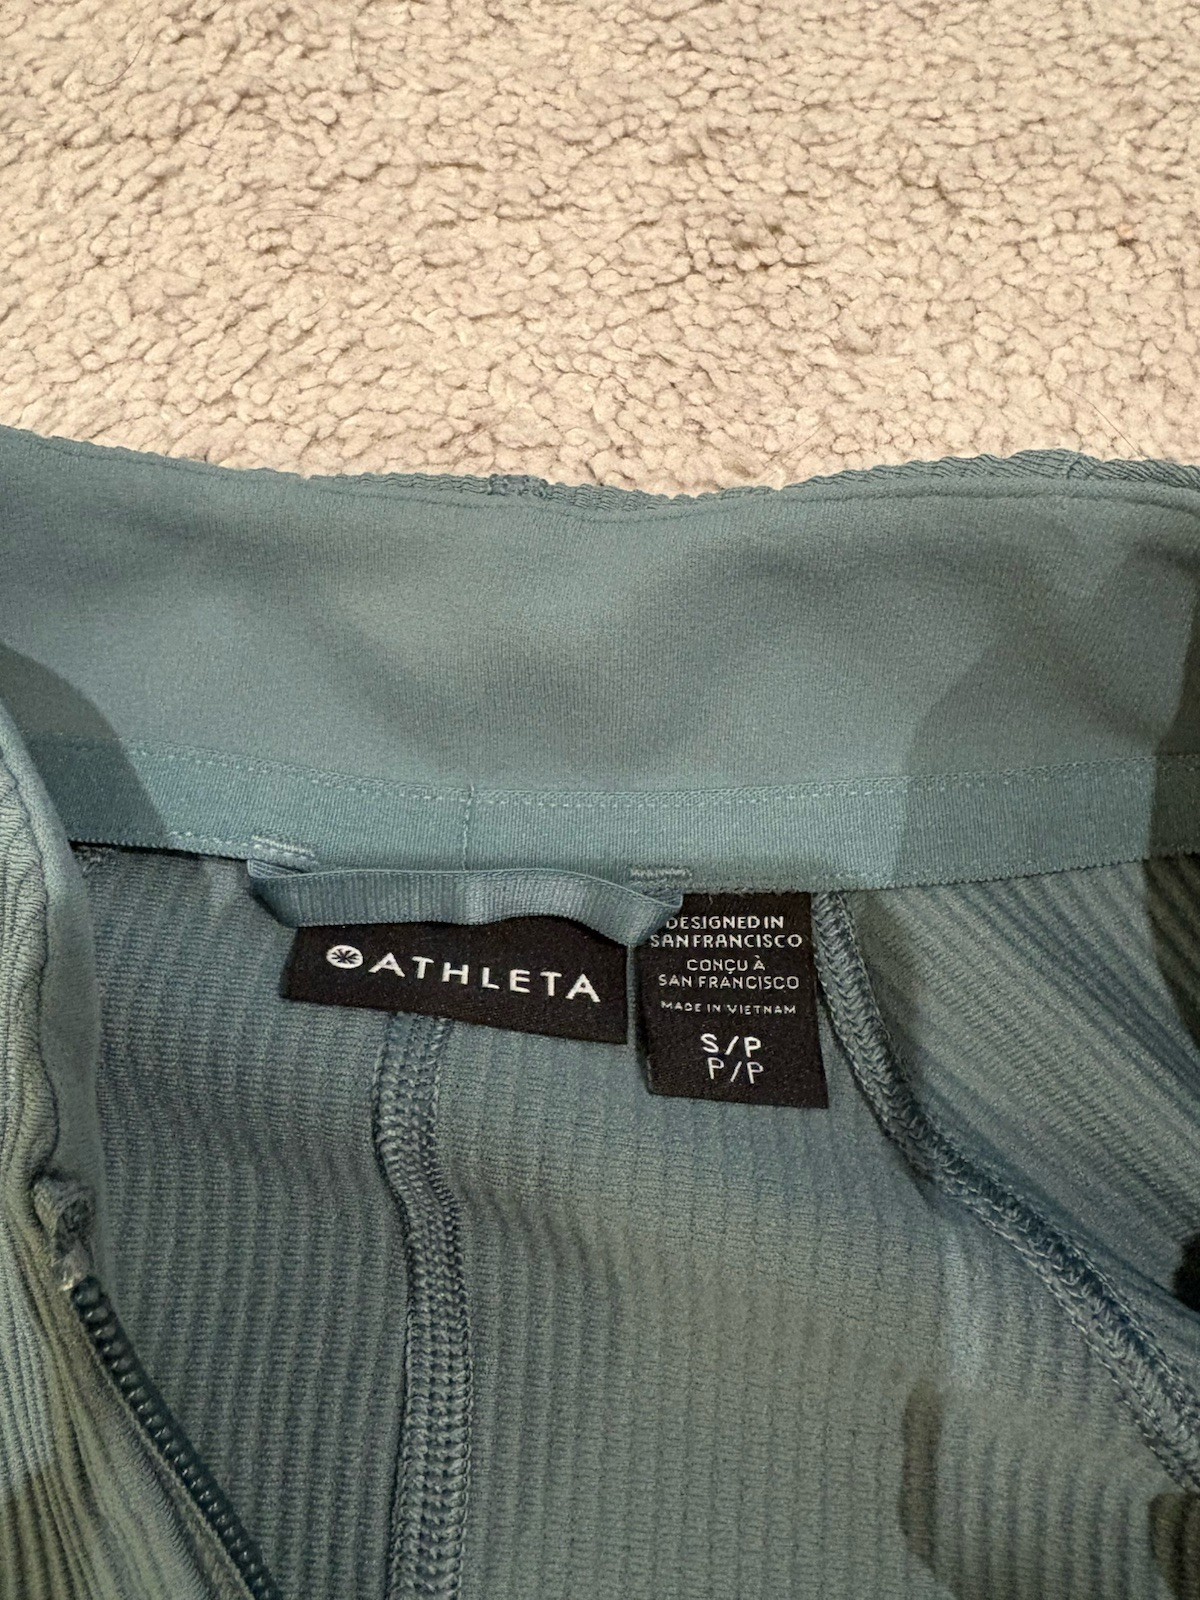 ATHLETA
DESIGNED IN
SAN FRANCISCO
CONÇU À
SAN FRANCISCO
MADE IN VIETNAM
S/P
P/P